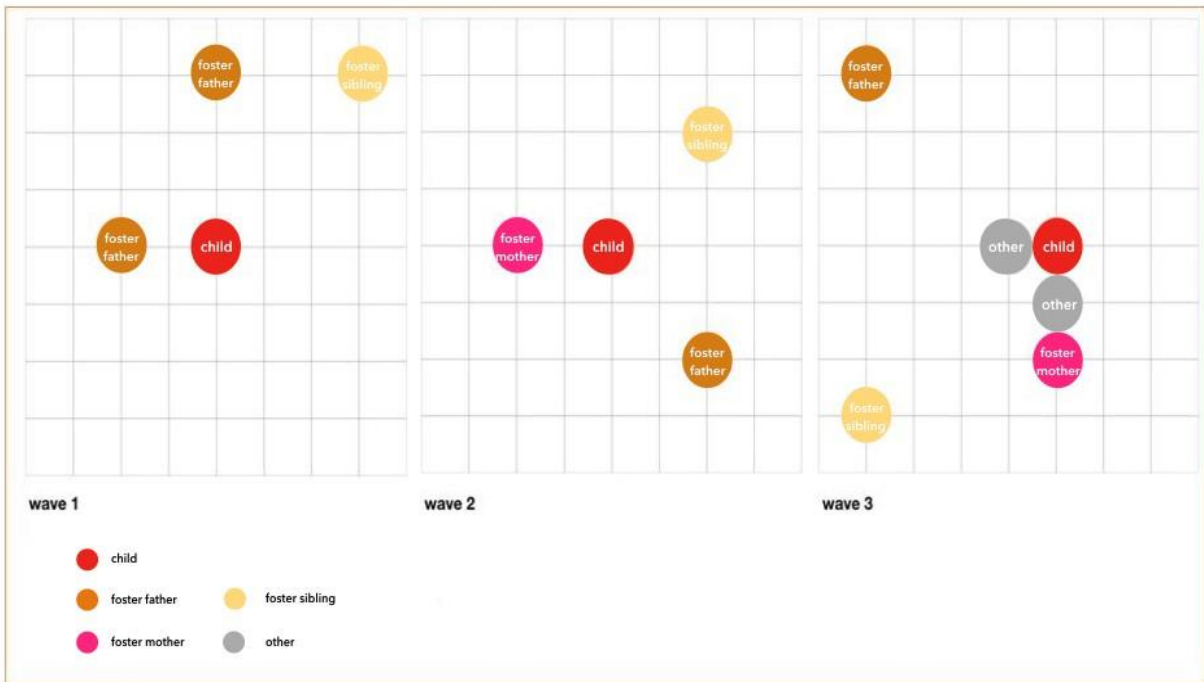 foster
father
foster
sibling
foster
father
child
wave 1
foster
sibling
foster
mother
child
foster
father
wave 2
foster
father
other
child
other
foster
mother
foster
sibling
wave 3
child
foster father
foster sibling
foster mother
other